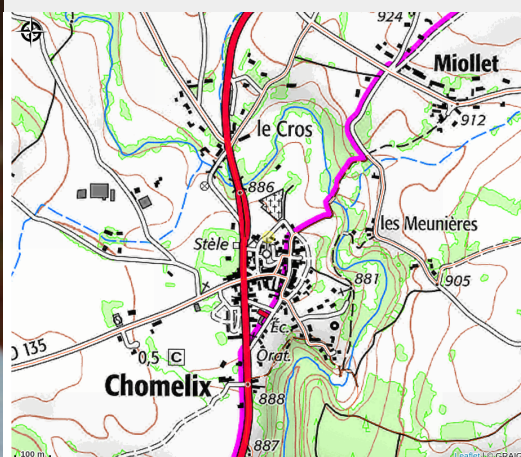 924
Miollet
912
le Cros
886
les Meunières
Stèle
881
905
Éc.
D 135
0,5 C
Orat.
Chomelix
888
887
100 m
Leaflet | © GRAIG